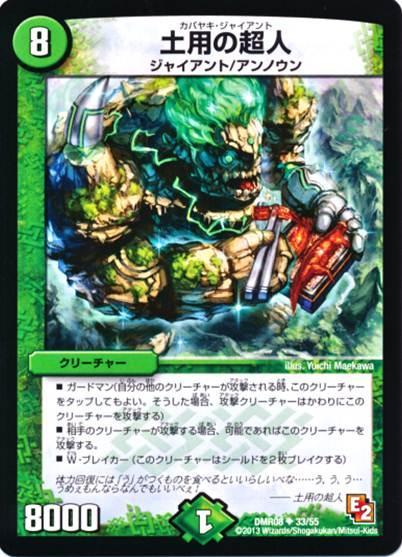 8
カバヤキ・ジャイアント
土用の超人
ジャイアント/アンノウン
illus. Yuichi Maekawa
クリーチャー
■ ガードマン(自分の他のクリーチャーが攻撃される時、このクリーチャー
をタップしてもよい。そうした場合、攻撃クリーチャーはかわりにこの
クリーチャーを攻撃する)
■ 相手のクリーチャーが攻撃する場合、可能であればこのクリーチャーを
攻撃する。
■ W・ブレイカー (このクリーチャーはシールドを2枚ブレイクする)
体力回復には「う」がつくものを食べるといいらしいべな……う、う、う…
うめぇもんならなんでもいいべぇ！
—— 土用の超人
E2
8000
1
DMR08 ◆ 33/55
©2013 Wizards/Shogakukan/Mitsui-Kids